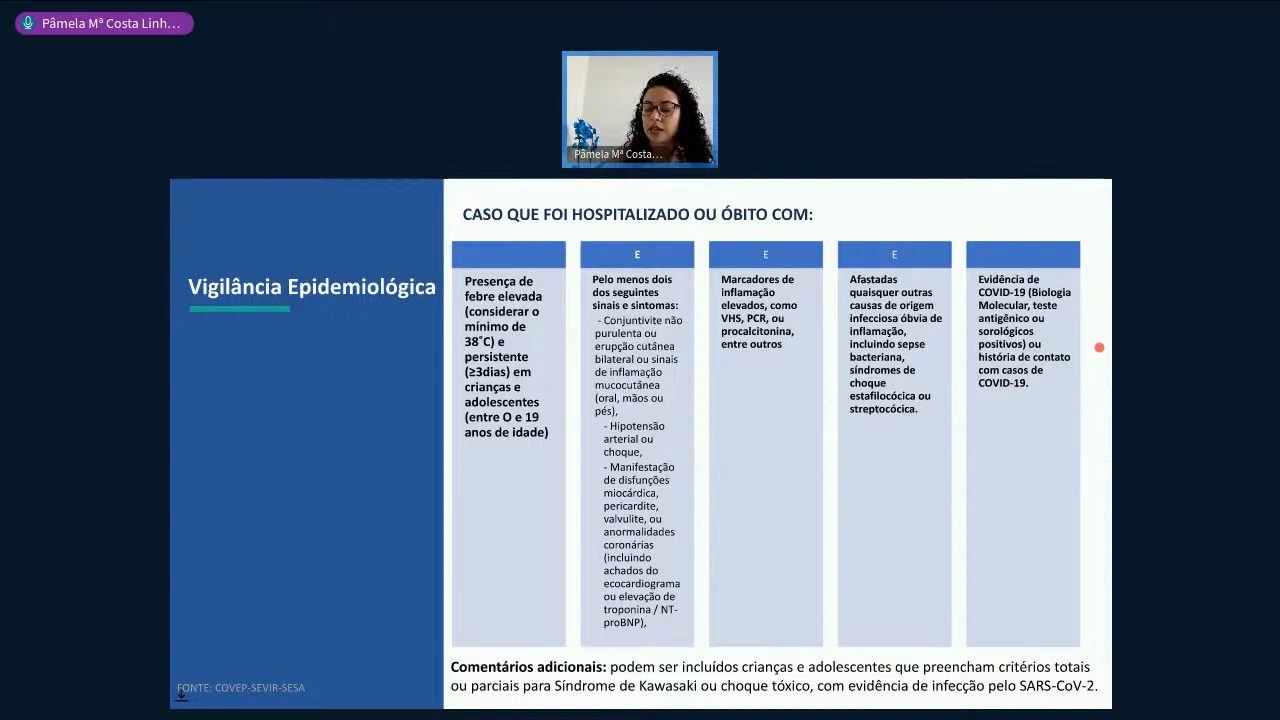 Pâmela Mª Costa Linh...
Pâmela Mª Costa...
CASO QUE FOI HOSPITALIZADO OU ÓBITO COM:
Vigilância Epidemiológica
Presença de
febre elevada
(considerar o
mínimo de
38˚C) e
persistente
(≥3dias) em
crianças e
adolescentes
(entre O e 19
anos de idade)
E
Pelo menos dois
dos seguintes
sinais e sintomas:
- Conjuntivite não
purulenta ou
erupção cutânea
bilateral ou sinais
de inflamação
mucocutânea
(oral, mãos ou
pés),
- Hipotensão
arterial ou
choque,
- Manifestação
de disfunções
miocárdica,
pericardite,
valvulite, ou
anormalidades
coronárias
(incluindo
achados do
ecocardiograma
ou elevação de
troponina / NT-
proBNP),
E
Marcadores de
inflamação
elevados, como
VHS, PCR, ou
procalcitonina,
entre outros
E
Afastadas
quaisquer outras
causas de origem
infecciosa óbvia de
inflamação,
incluindo sepse
bacteriana,
síndromes de
choque
estafilocócica ou
streptocócica.
Evidência de
COVID-19 (Biologia
Molecular, teste
antigênico ou
sorológicos
positivos) ou
história de contato
com casos de
COVID-19.
Comentários adicionais: podem ser incluídos crianças e adolescentes que preencham critérios totais
ou parciais para Síndrome de Kawasaki ou choque tóxico, com evidência de infecção pelo SARS-CoV-2.
FONTE: COVEP-SEVIR-SESA